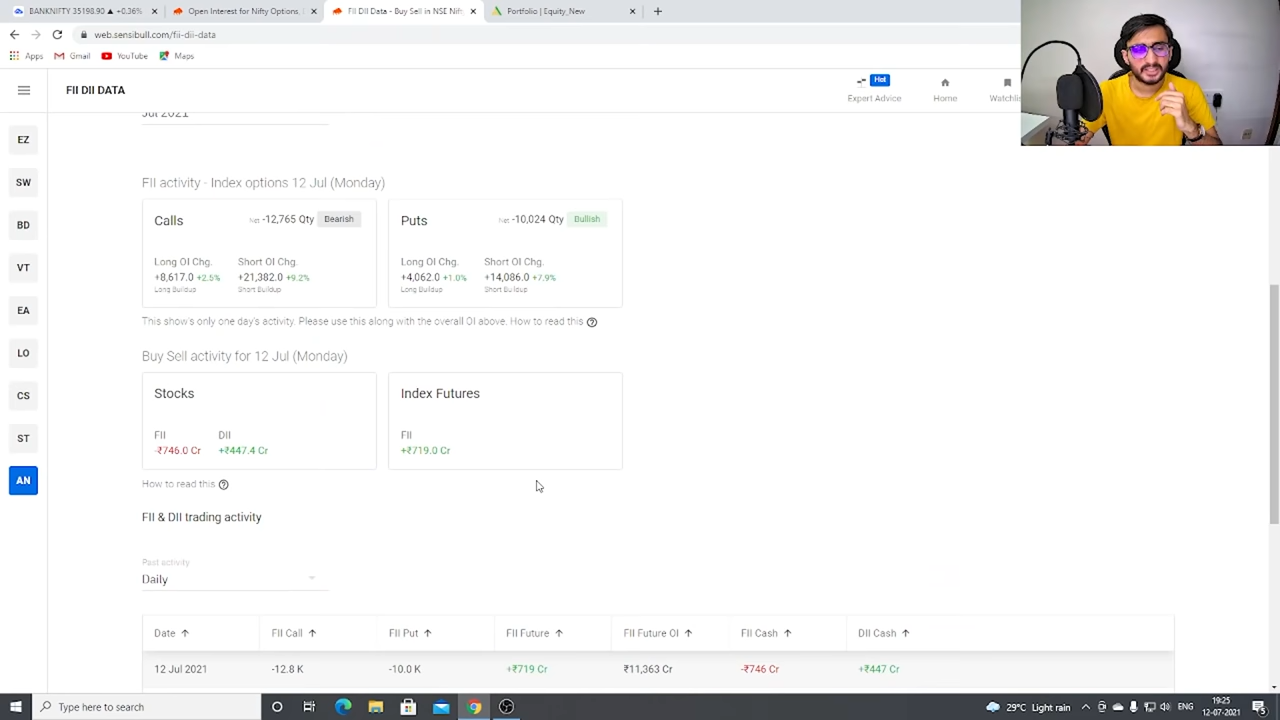 BANKNIFTY 35198.90 ▲ +0.36%
Open Interest for Nifty Options,
FII DII Data - Buy Sell in NSE Nif
Portfolio | Equity_New
web.sensibull.com/fii-dii-data
Apps Gmail YouTube Maps
FII DII DATA
Hot
Expert Advice Home Watchlis
Jul 2021
EZ
SW
BD
VT
EA
LO
CS
ST
AN
FII activity - Index options 12 Jul (Monday)
Calls Net -12,765 Qty Bearish
Long OI Chg. Short OI Chg.
+8,617.0 +2.5% +21,382.0 +9.2%
Long Buildup Short Buildup
Puts Net -10,024 Qty Bullish
Long OI Chg. Short OI Chg.
+4,062.0 +1.0% +14,086.0 +7.9%
Long Buildup Short Buildup
This show's only one day's activity. Please use this along with the overall OI above. How to read this
Buy Sell activity for 12 Jul (Monday)
Stocks
FII DII
-₹746.0 Cr +₹447.4 Cr
Index Futures
FII
+₹719.0 Cr
How to read this
FII & DII trading activity
Past activity
Daily
Date FII Call FII Put FII Future FII Future OI FII Cash DII Cash
12 Jul 2021 -12.8 K -10.0 K +₹719 Cr ₹11,363 Cr -₹746 Cr +₹447 Cr
Type here to search
29°C Light rain
ENG
19:25
12-07-2021